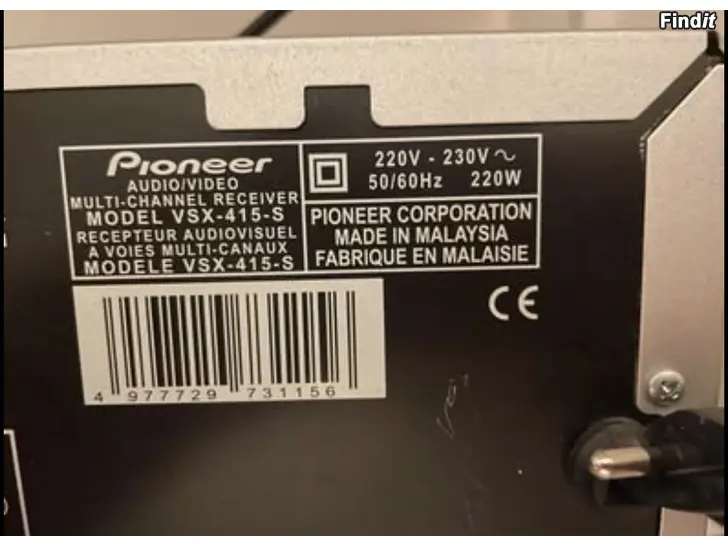 Findit
Pioneer
AUDIO/VIDEO
MULTI-CHANNEL RECEIVER
MODEL VSX-415-S
RECEPTEUR AUDIOVISUEL
A VOIES MULTI-CANAUX
MODELE VSX-415-S
220V - 230V ~
50/60Hz 220W
PIONEER CORPORATION
MADE IN MALAYSIA
FABRIQUE EN MALAISIE
CE
4 977729 731156